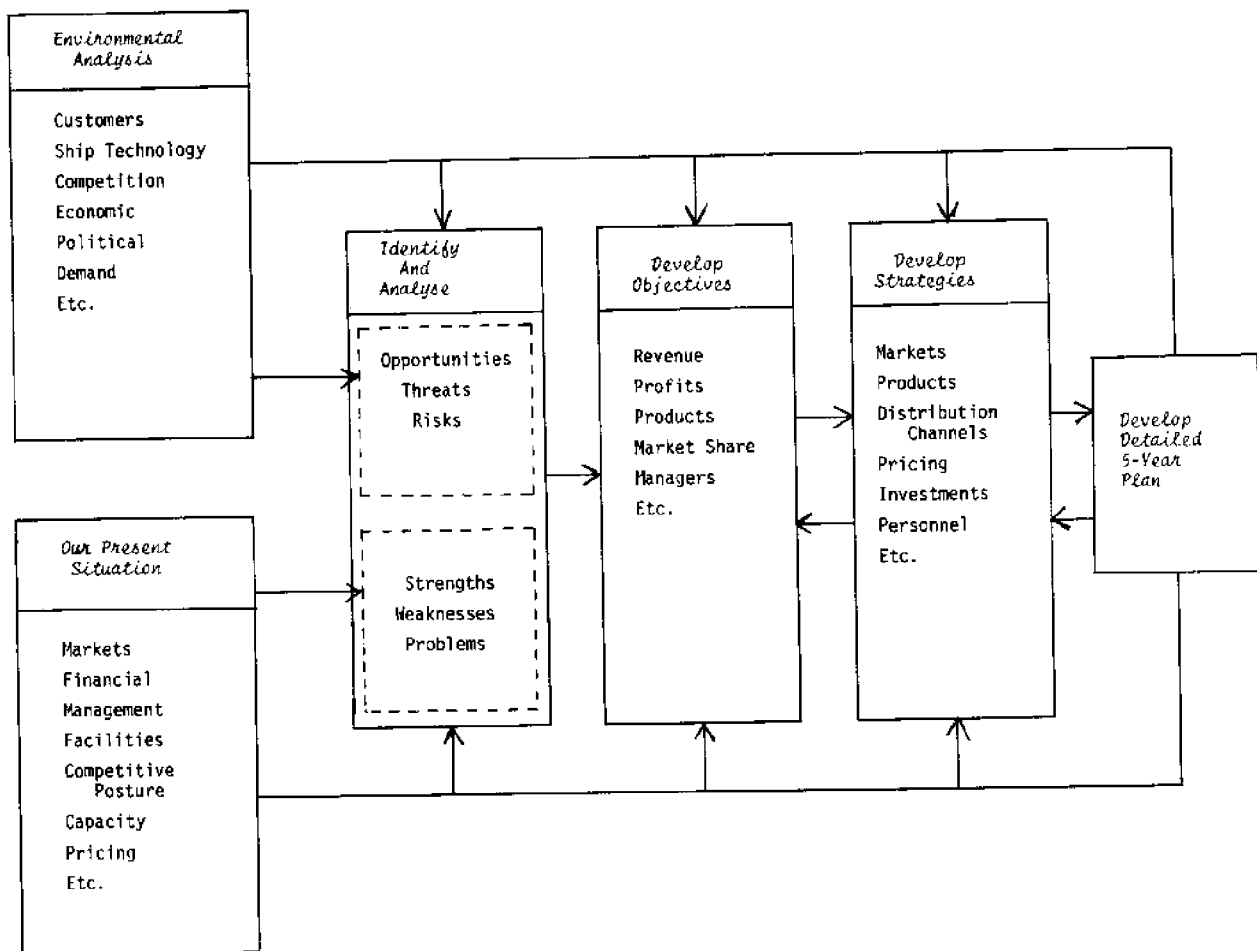 Environmental
Analysis
Customers
Ship Technology
Competition
Economic
Political
Demand
Etc.
Our Present
Situation
Markets
Financial
Management
Facilities
Competitive
Posture
Capacity
Pricing
Etc.
Identify
And
Analyse
Opportunities
Threats
Risks
Strengths
Weaknesses
Problems
Develop
Objectives
Revenue
Profits
Products
Market Share
Managers
Etc.
Develop
Strategies
Markets
Products
Distribution
Channels
Pricing
Investments
Personnel
Etc.
Develop
Detailed
5-Year
Plan